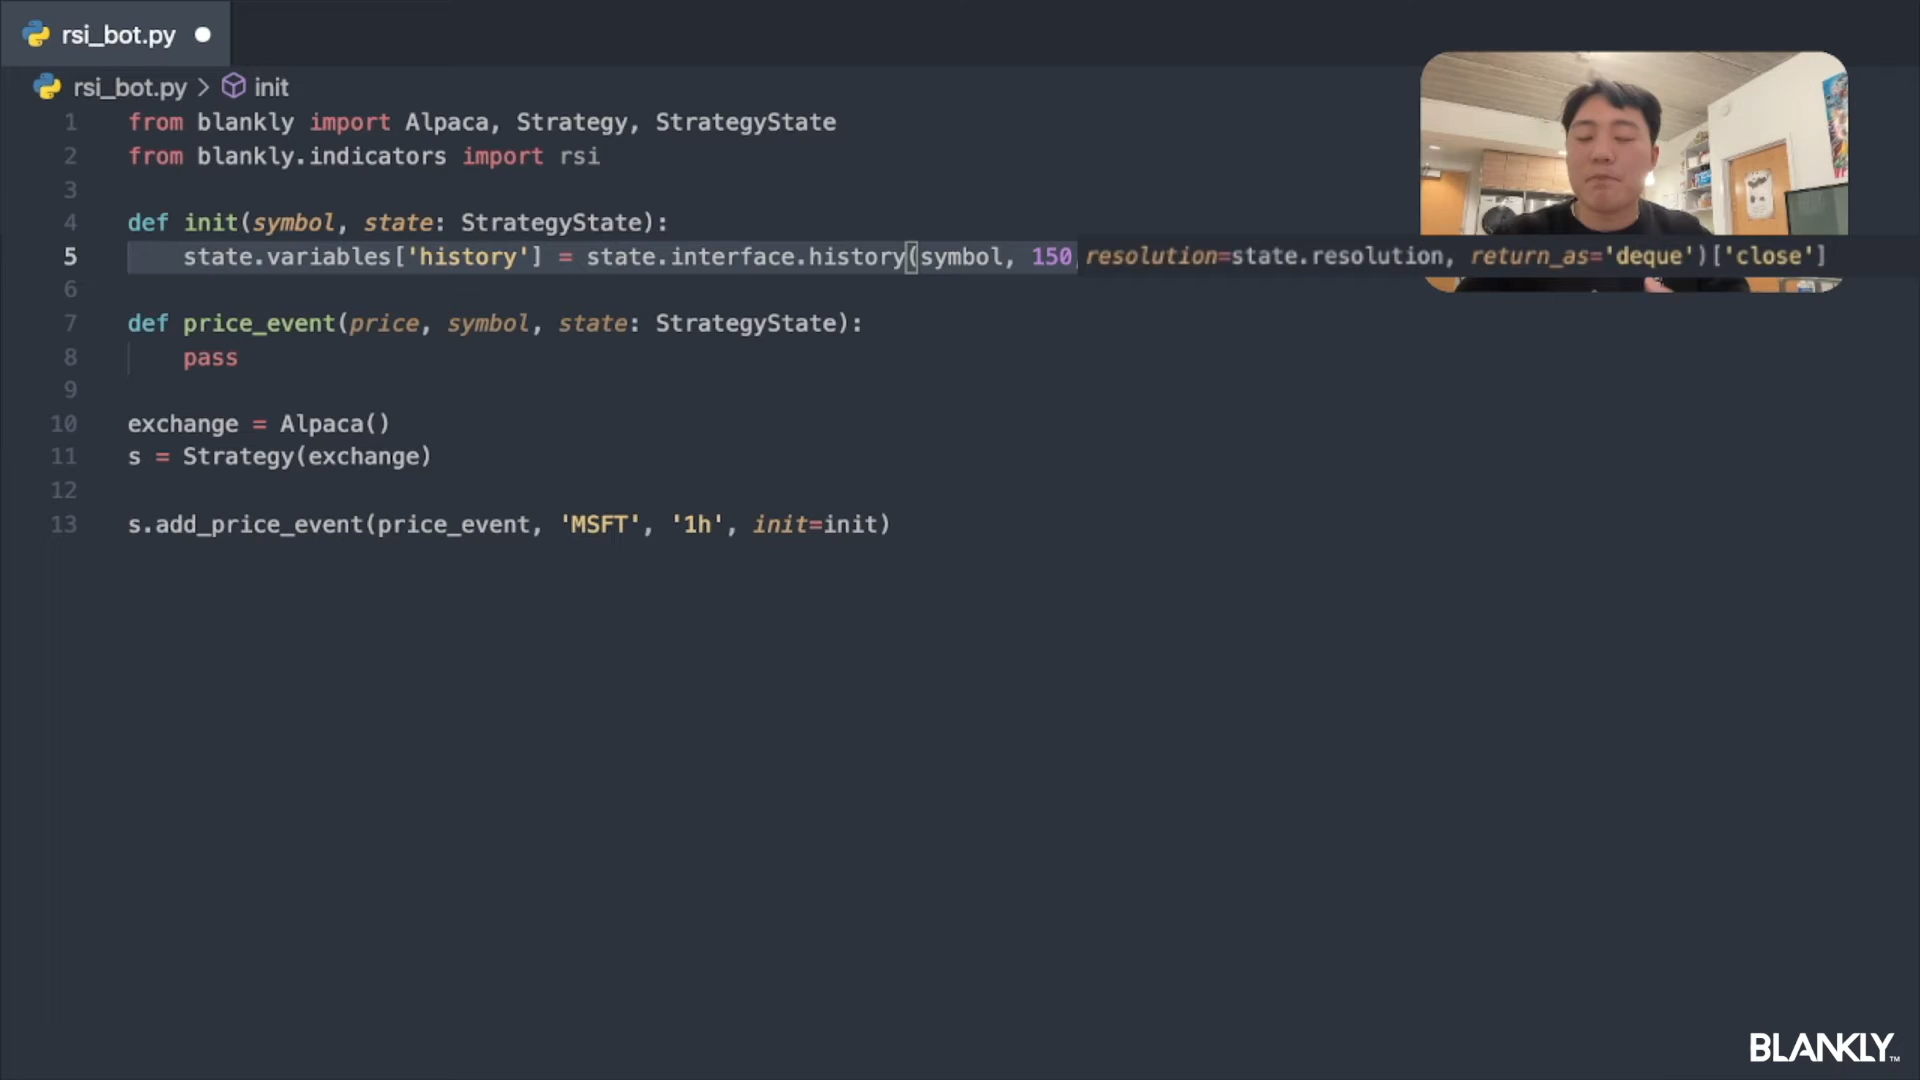 rsi_bot.py
rsi_bot.py > init
1 from blankly import Alpaca, Strategy, StrategyState
2 from blankly.indicators import rsi
3
4 def init(symbol, state: StrategyState):
5 state.variables['history'] = state.interface.history(symbol, 150, resolution=state.resolution, return_as='deque')['close']
6
7 def price_event(price, symbol, state: StrategyState):
8 pass
9
10 exchange = Alpaca()
11 s = Strategy(exchange)
12
13 s.add_price_event(price_event, 'MSFT', '1h', init=init)
BLANKLY™